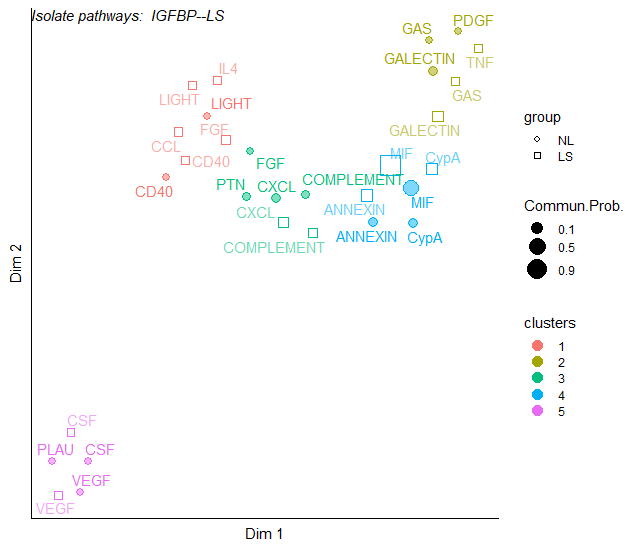 Isolate pathways: IGFBP--LS
PDGF
GAS
GALECTIN
TNF
GAS
GALECTIN
IL4
LIGHT
LIGHT
FGF
CCL
CD40
CD40
FGF
PTN
CXCL
COMPLEMENT
CXCL
COMPLEMENT
MIF
CypA
MIF
ANNEXIN
ANNEXIN
CypA
CSF
PLAU
CSF
VEGF
VEGF
Dim 2
Dim 1
group
NL
LS
Commun.Prob.
0.1
0.5
0.9
clusters
1
2
3
4
5